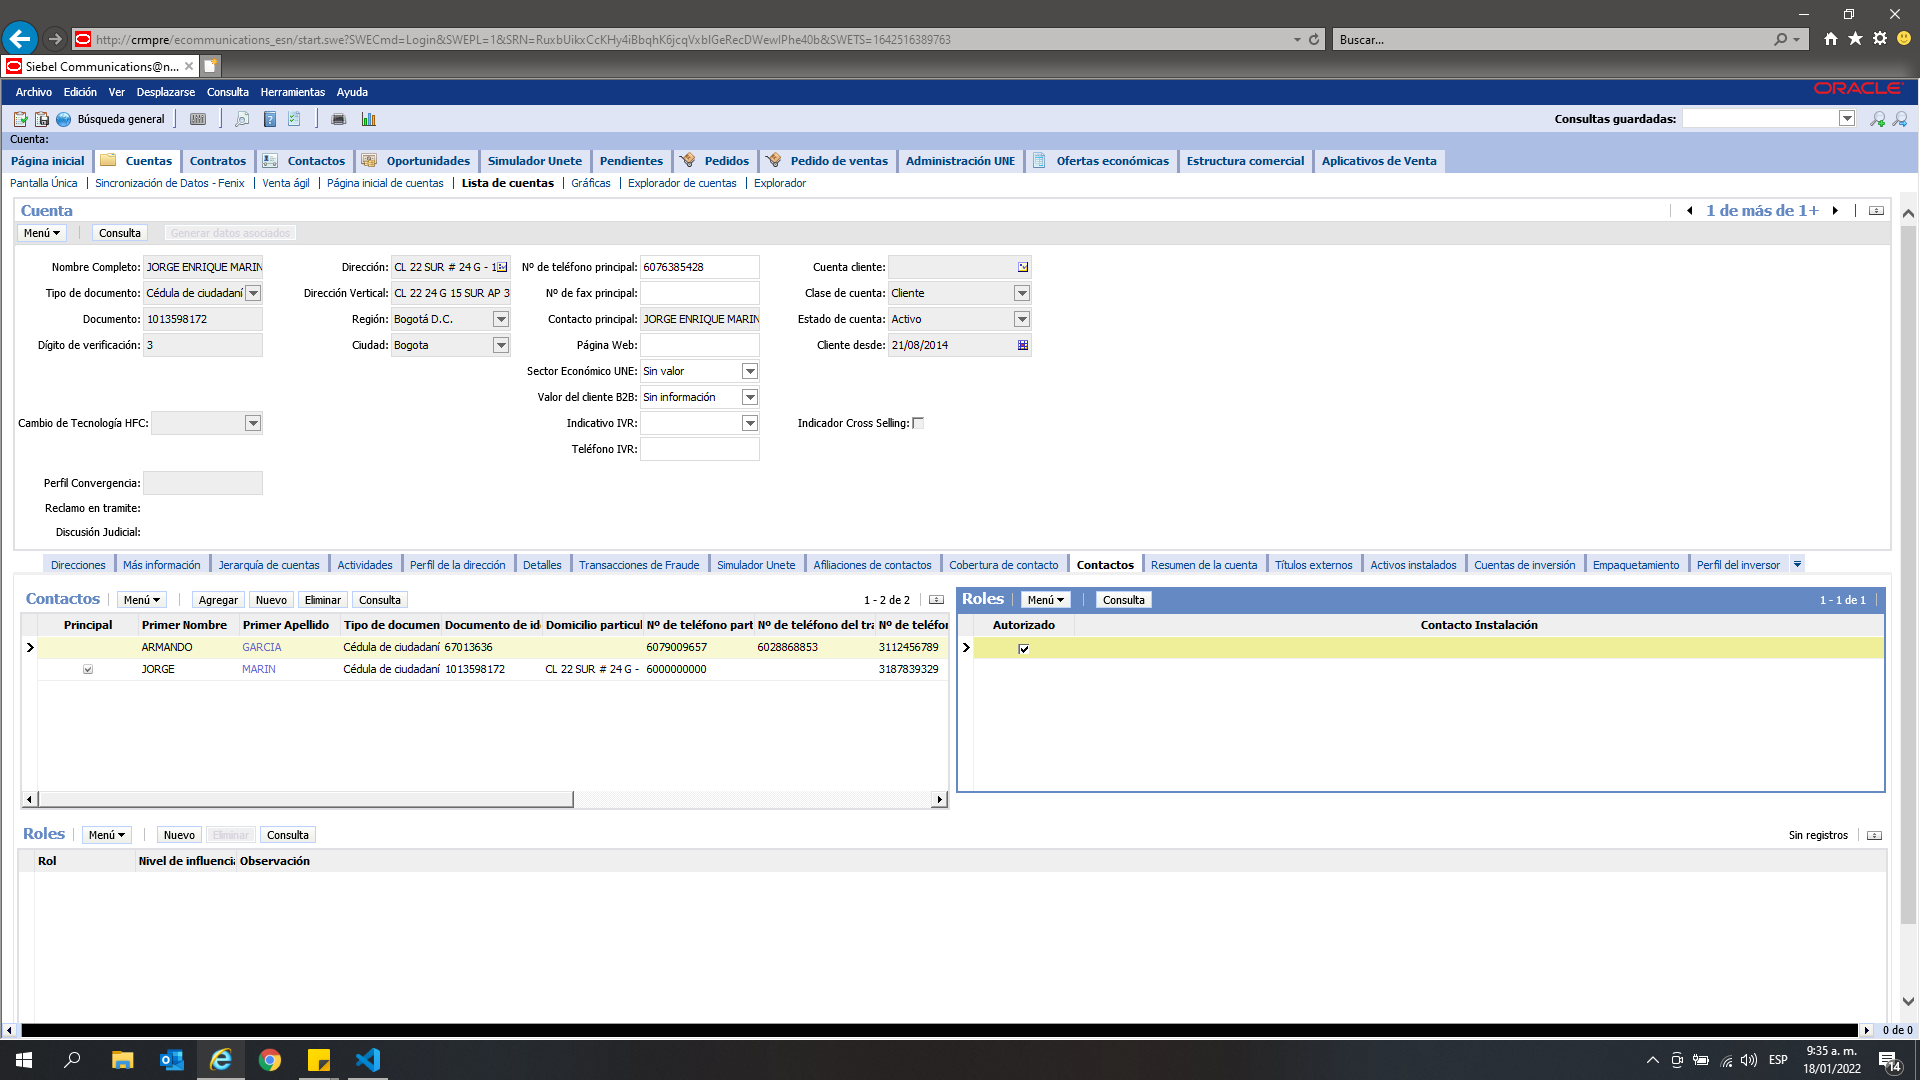 http://crmpre/ecommunications_esn/start.swe?SWECmd=Login&SWEPL=1&SRN=RuxbUikxCcKHy4iBbqhK6jcqVxbIGeRecDWewIPhe40b&SWETS=1642516389763
Buscar...
Siebel Communications@n...
Archivo Edición Ver Desplazarse Consulta Herramientas Ayuda
ORACLE
Búsqueda general
Consultas guardadas:
Cuenta:
Página inicial Cuentas Contratos Contactos Oportunidades Simulador Unete Pendientes Pedidos Pedido de ventas Administración UNE Ofertas económicas Estructura comercial Aplicativos de Venta
Pantalla Única Sincronización de Datos - Fenix Venta ágil Página inicial de cuentas Lista de cuentas Gráficas Explorador de cuentas Explorador
Cuenta
1 de más de 1+
Menú Consulta Generar datos asociados
Nombre Completo: JORGE ENRIQUE MARIN Dirección: CL 22 SUR # 24 G - 1 Nº de teléfono principal: 6076385428 Cuenta cliente:
Tipo de documento: Cédula de ciudadaní Dirección Vertical: CL 22 24 G 15 SUR AP 3 Nº de fax principal: Clase de cuenta: Cliente
Documento: 1013598172 Región: Bogotá D.C. Contacto principal: JORGE ENRIQUE MARIN Estado de cuenta: Activo
Dígito de verificación: 3 Ciudad: Bogota Página Web: Cliente desde: 21/08/2014
Sector Económico UNE: Sin valor
Valor del cliente B2B: Sin información
Cambio de Tecnología HFC: Indicativo IVR: Indicador Cross Selling:
Teléfono IVR:
Perfil Convergencia:
Reclamo en tramite:
Discusión Judicial:
Direcciones Más información Jerarquía de cuentas Actividades Perfil de la dirección Detalles Transacciones de Fraude Simulador Unete Afiliaciones de contactos Cobertura de contacto Contactos Resumen de la cuenta Títulos externos Activos instalados Cuentas de inversión Empaquetamiento Perfil del inversor
Contactos Menú Agregar Nuevo Eliminar Consulta 1 - 2 de 2
Principal Primer Nombre Primer Apellido Tipo de documen Documento de id Domicilio particul Nº de teléfono part Nº de teléfono del tra Nº de teléfon
ARMANDO GARCIA Cédula de ciudadaní 67013636 6079009657 6028868853 3112456789
JORGE MARIN Cédula de ciudadaní 1013598172 CL 22 SUR # 24 G - 6000000000 3187839329
Roles Menú Consulta 1 - 1 de 1
Autorizado Contacto Instalación
Roles Menú Nuevo Eliminar Consulta Sin registros
Rol Nivel de influencia Observación
0 de 0
ESP
9:35 a. m.
18/01/2022
14